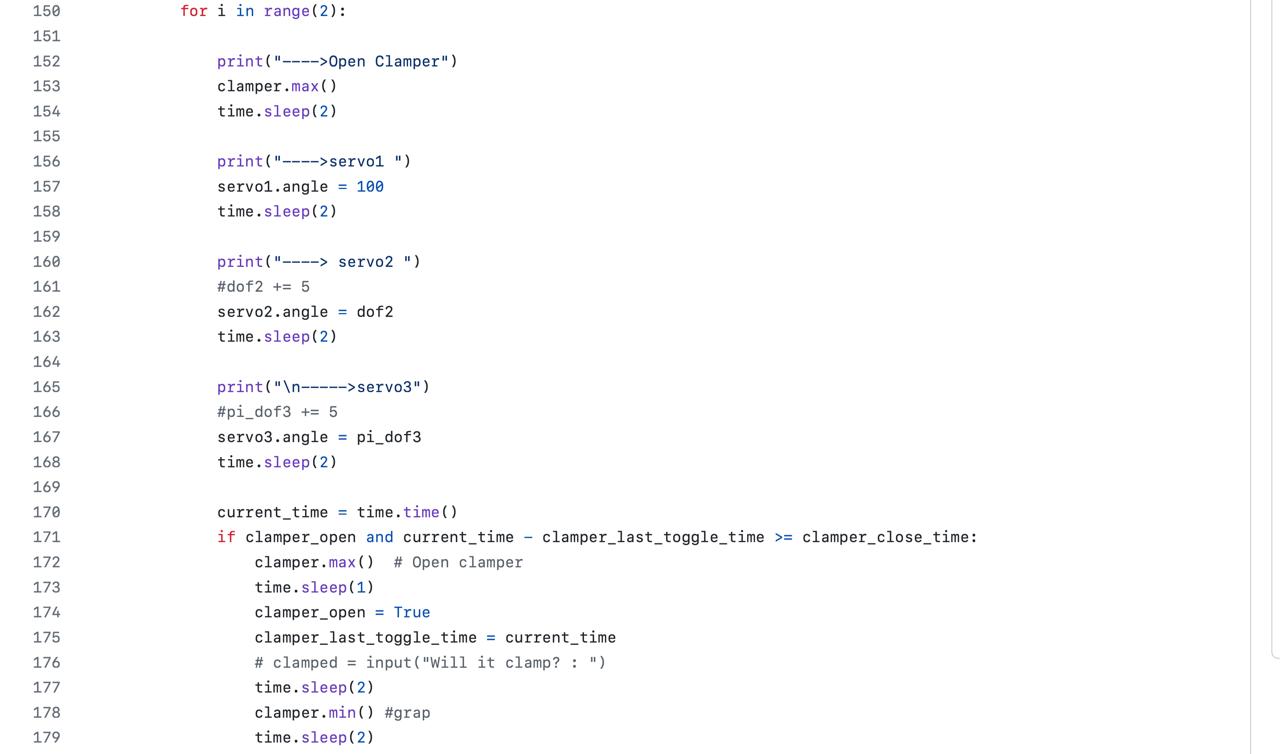 150 for i in range(2):
151
152 print("---->Open Clamper")
153 clamper.max()
154 time.sleep(2)
155
156 print("---->servo1 ")
157 servo1.angle = 100
158 time.sleep(2)
159
160 print("----> servo2 ")
161 #dof2 += 5
162 servo2.angle = dof2
163 time.sleep(2)
164
165 print("\n----->servo3")
166 #pi_dof3 += 5
167 servo3.angle = pi_dof3
168 time.sleep(2)
169
170 current_time = time.time()
171 if clamper_open and current_time - clamper_last_toggle_time >= clamper_close_time:
172 clamper.max()  # Open clamper
173 time.sleep(1)
174 clamper_open = True
175 clamper_last_toggle_time = current_time
176 # clamped = input("Will it clamp? : ")
177 time.sleep(2)
178 clamper.min() #grap
179 time.sleep(2)